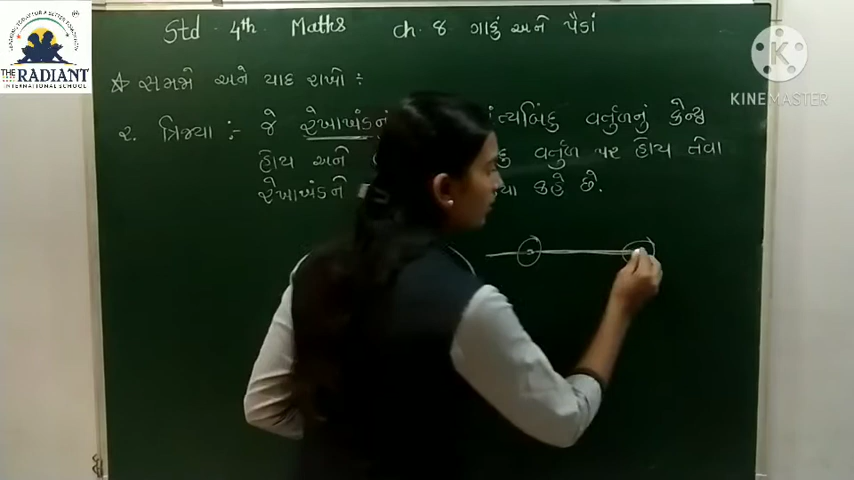 THE RADIANT
INTERNATIONAL SCHOOL
Std - 4th Maths ch. 8 ગાડું અને પૈડાં
સમજો અને યાદ રાખો :
૨. ત્રિજ્યા :- જે રેખાખંડનું વર્તુળનું કેન્દ્ર
હોય અને વર્તુળ પર હોય તેવા
રેખાખંડને કહે છે.
K
KINEMASTER